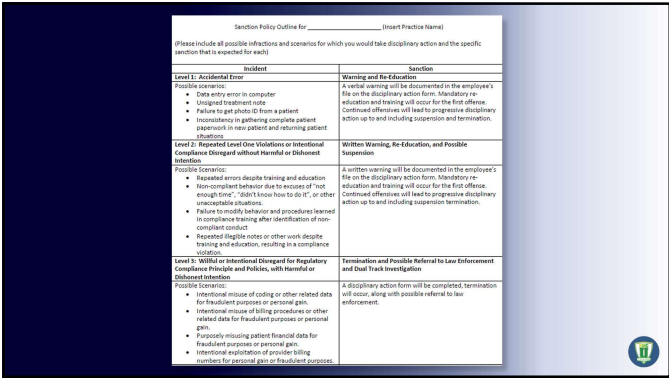 Sanction Policy Outline for ________________________ (Insert Practice Name)
(Please include all possible infractions and scenarios for which you would take disciplinary action and the specific
sanction that is expected for each)
Incident
Sanction
Level 1: Accidental Error
Warning and Re-Education
Possible scenarios:
• Data entry error in computer
• Unsigned treatment note
• Failure to get photo ID from a patient
• Inconsistency in gathering complete patient
paperwork in new patient and returning patient
situations
A verbal warning will be documented in the employee's
file on the disciplinary action form. Mandatory re-
education and training will occur for the first offense.
Continued offensives will lead to progressive disciplinary
action up to and including suspension and termination.
Level 2: Repeated Level One Violations or Intentional
Compliance Disregard without Harmful or Dishonest
Intention
Written Warning, Re-Education, and Possible
Suspension
Possible Scenarios:
• Repeated errors despite training and education
• Non-compliant behavior due to excuses of "not
enough time", "didn't know how to do it", or other
unacceptable situations.
• Failure to modify behavior and procedures learned
in compliance training after identification of non-
compliant conduct
• Repeated illegible notes or other work despite
training and education, resulting in a compliance
violation.
A written warning will be documented in the employee's
file on the disciplinary action form. Mandatory re-
education and training will occur for the first offense.
Continued offensives will lead to progressive disciplinary
action up to and including suspension termination.
Level 3: Willful or Intentional Disregard for Regulatory
Compliance Principle and Policies, with Harmful or
Dishonest Intention
Termination and Possible Referral to Law Enforcement
and Dual Track Investigation
Possible Scenarios:
• Intentional misuse of coding or other related data
for fraudulent purposes or personal gain.
• Intentional misuse of billing procedures or other
related data for fraudulent purposes or personal
gain.
• Purposely misusing patient financial data for
fraudulent purposes or personal gain.
• Intentional exploitation of provider billing
numbers for personal gain or fraudulent purposes.
A disciplinary action form will be completed, termination
will occur, along with possible referral to law
enforcement.